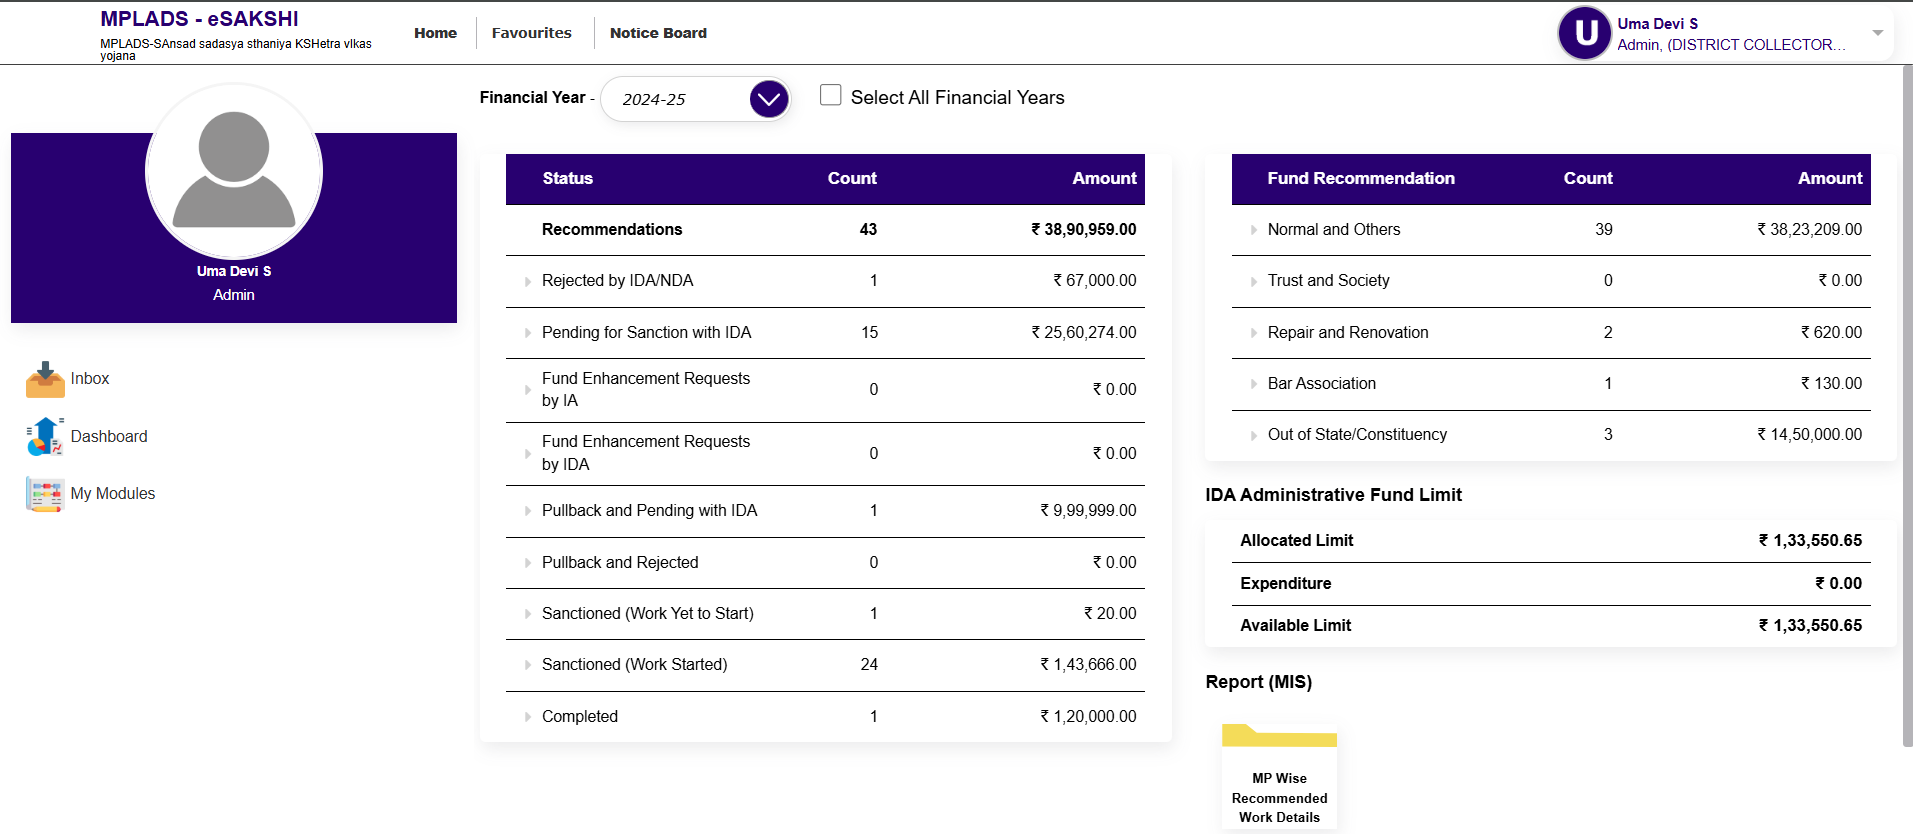 MPLADS - eSAKSHI
MPLADS-SAnsad sadasya sthaniya KSHetra vIkas
yojana
Home
Favourites
Notice Board
U
Uma Devi S
Admin, (DISTRICT COLLECTOR...
Uma Devi S
Admin
Inbox
Dashboard
My Modules
Financial Year - 2024-25
Select All Financial Years
Status Count Amount
Recommendations 43 ₹ 38,90,959.00
Rejected by IDA/NDA 1 ₹ 67,000.00
Pending for Sanction with IDA 15 ₹ 25,60,274.00
Fund Enhancement Requests
by IA 0 ₹ 0.00
Fund Enhancement Requests
by IDA 0 ₹ 0.00
Pullback and Pending with IDA 1 ₹ 9,99,999.00
Pullback and Rejected 0 ₹ 0.00
Sanctioned (Work Yet to Start) 1 ₹ 20.00
Sanctioned (Work Started) 24 ₹ 1,43,666.00
Completed 1 ₹ 1,20,000.00
Fund Recommendation Count Amount
Normal and Others 39 ₹ 38,23,209.00
Trust and Society 0 ₹ 0.00
Repair and Renovation 2 ₹ 620.00
Bar Association 1 ₹ 130.00
Out of State/Constituency 3 ₹ 14,50,000.00
IDA Administrative Fund Limit
Allocated Limit ₹ 1,33,550.65
Expenditure ₹ 0.00
Available Limit ₹ 1,33,550.65
Report (MIS)
MP Wise
Recommended
Work Details